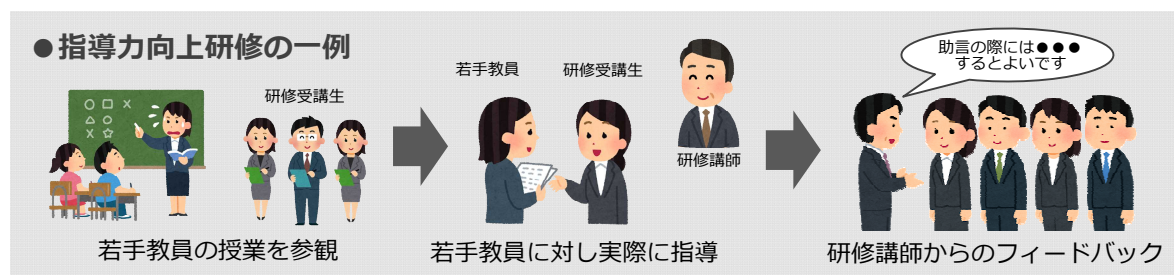 ●指導力向上研修の一例
研修受講生
若手教員の授業を参観
若手教員
研修受講生
研修講師
若手教員に対し実際に指導
助言の際には●●●
するとよいです
研修講師からのフィードバック